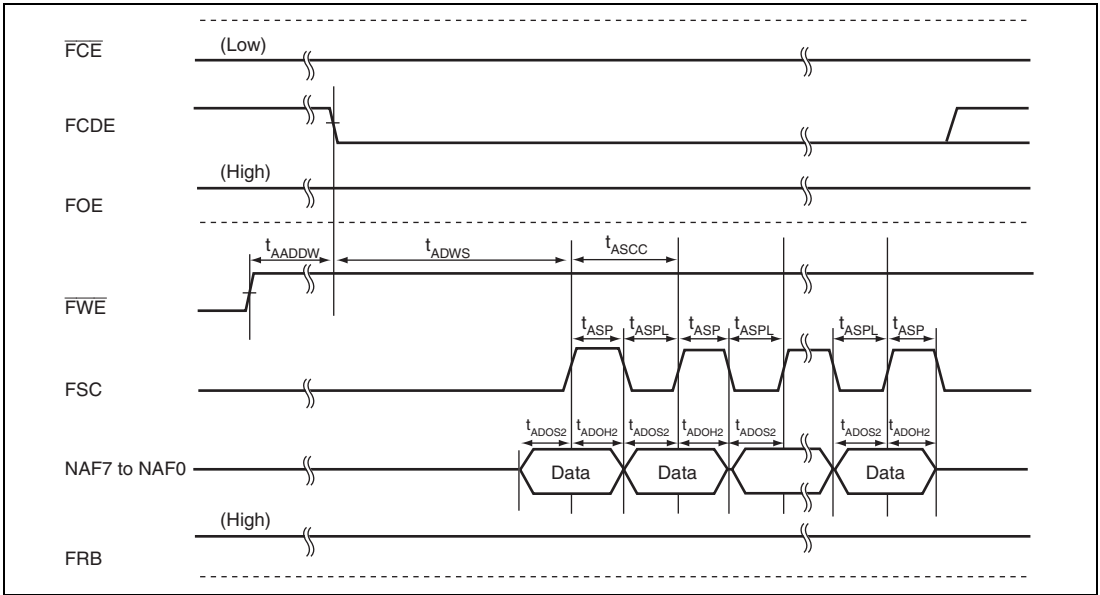 FCE (Low)
FCDE
(High)
FOE
tAADDW tADWS tASCC
FWE
tASP tASPL tASP tASPL tASPL tASP
FSC
tADOS2 tADOH2 tADOS2 tADOH2 tADOS2 tADOS2 tADOH2
NAF7 to NAF0 Data Data Data
(High)
FRB